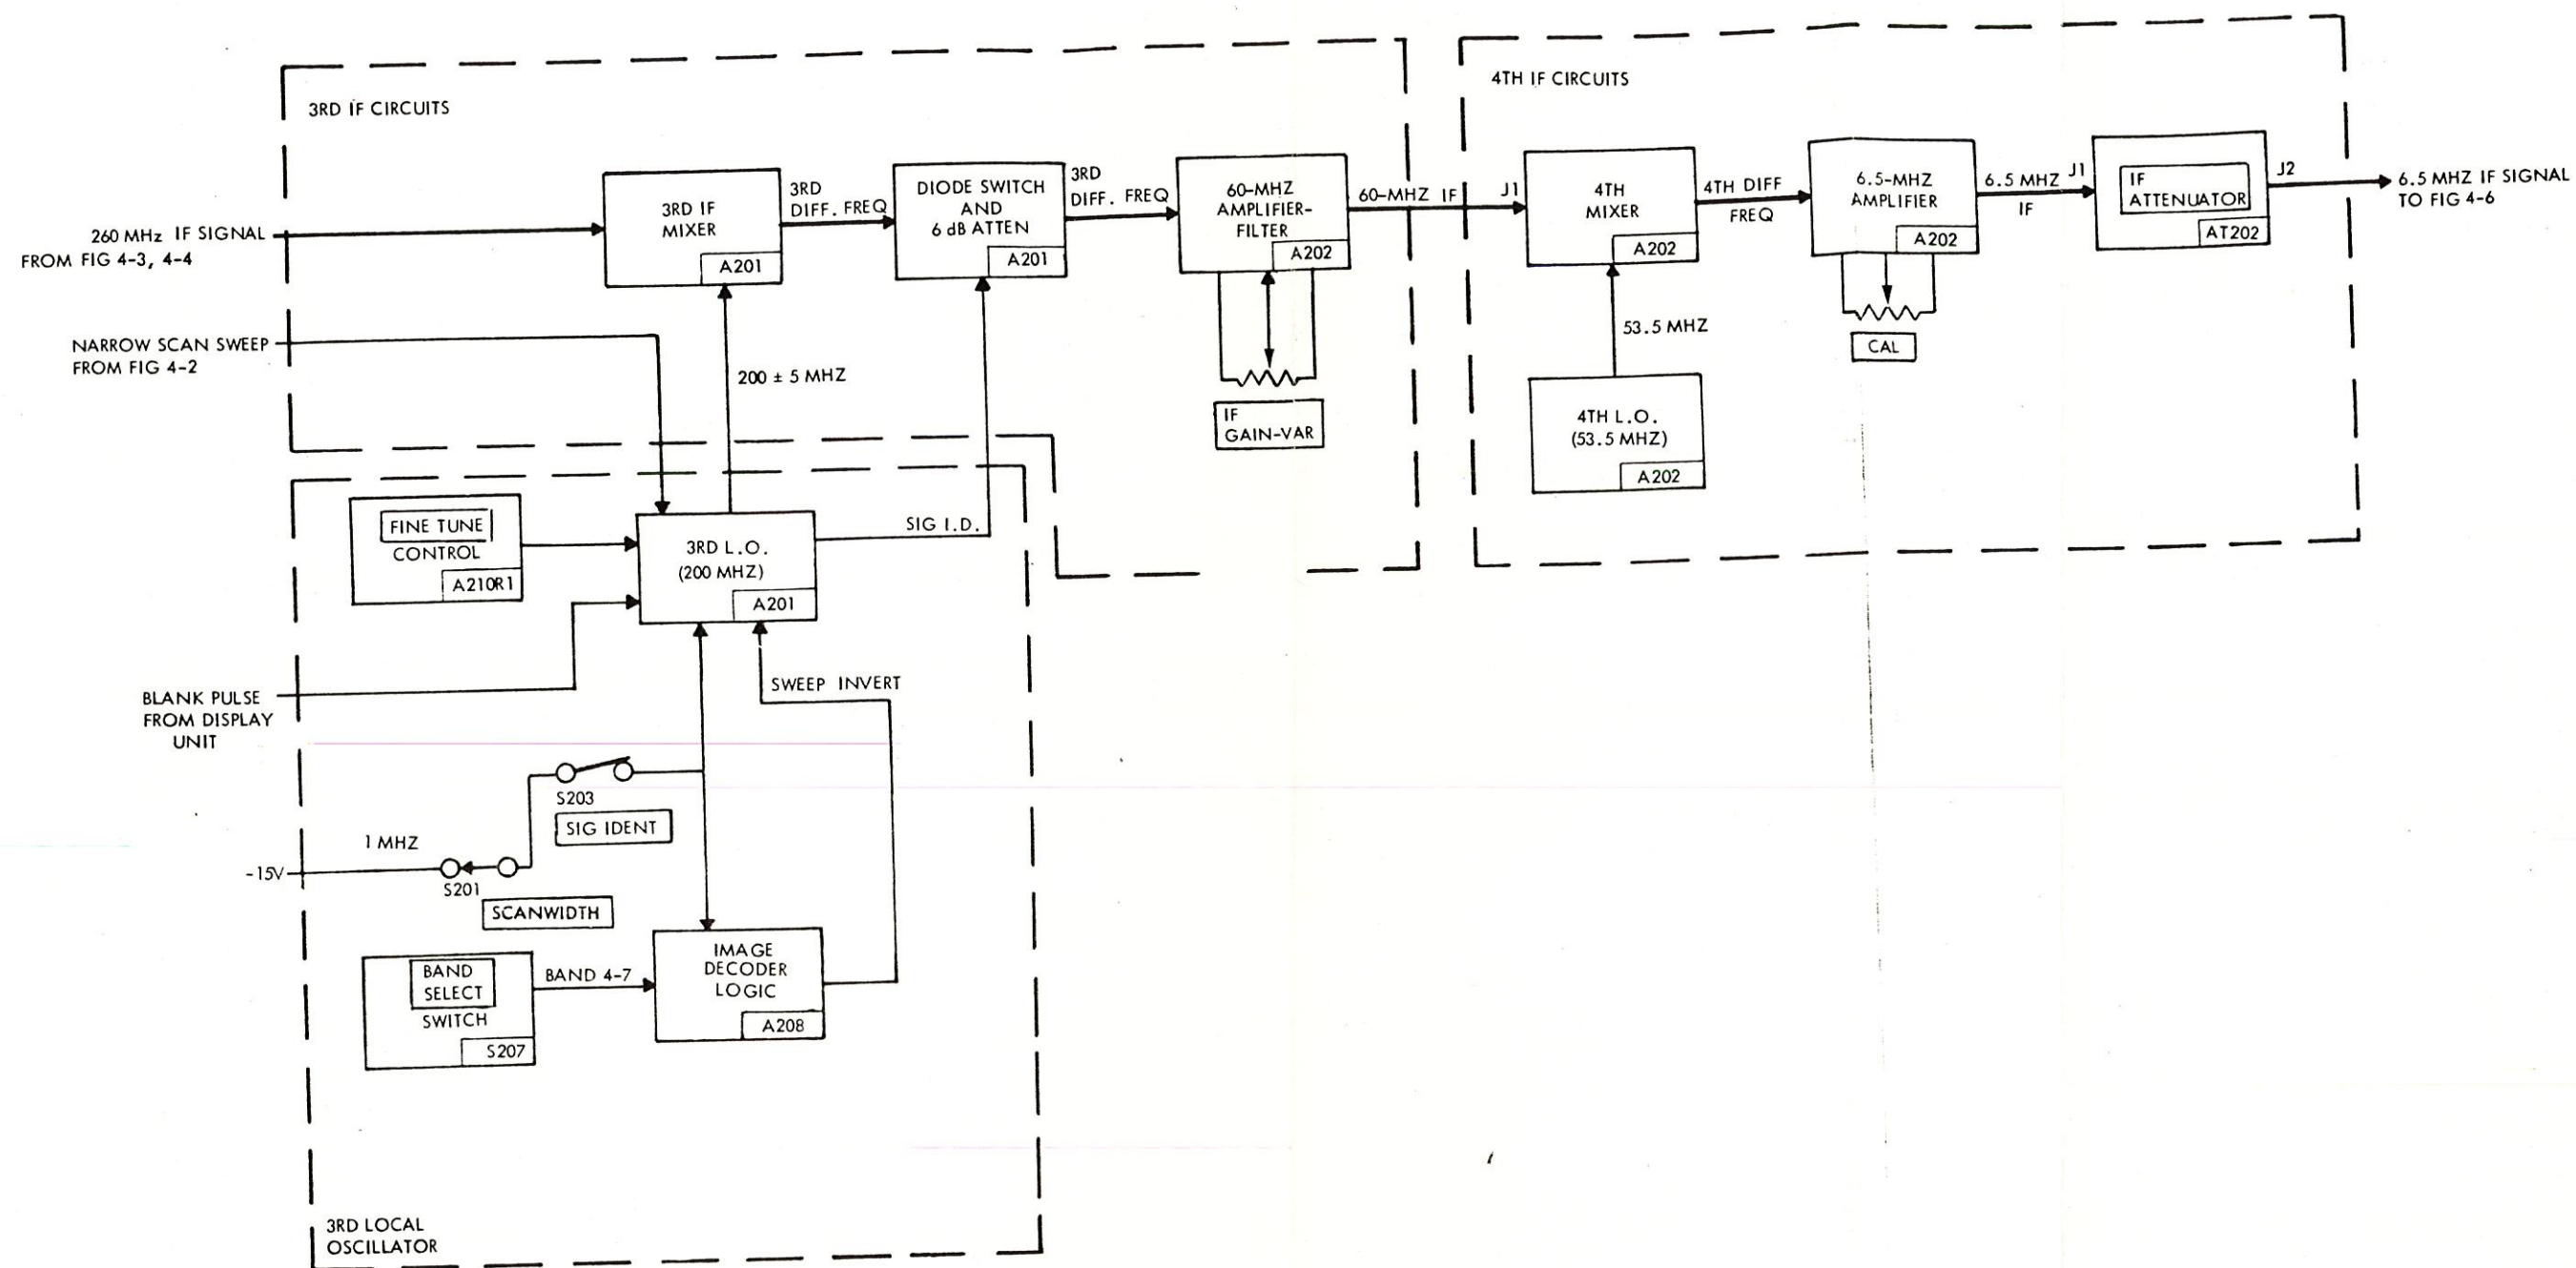 3RD IF CIRCUITS
260 MHz IF SIGNAL
FROM FIG 4-3, 4-4
3RD IF
MIXER
A201
3RD
DIFF. FREQ
DIODE SWITCH
AND
6 dB ATTEN
A201
3RD
DIFF. FREQ
60-MHZ
AMPLIFIER-
FILTER
A202
60-MHZ IF
IF
GAIN-VAR
NARROW SCAN SWEEP
FROM FIG 4-2
200 ± 5 MHZ
4TH IF CIRCUITS
J1
4TH
MIXER
A202
4TH DIFF
FREQ
6.5-MHZ
AMPLIFIER
A202
6.5 MHZ
IF
J1
IF
ATTENUATOR
AT202
J2
6.5 MHZ IF SIGNAL
TO FIG 4-6
CAL
53.5 MHZ
4TH L.O.
(53.5 MHZ)
A202
FINE TUNE
CONTROL
A210R1
3RD L.O.
(200 MHZ)
A201
SIG I.D.
BLANK PULSE
FROM DISPLAY
UNIT
SWEEP INVERT
S203
SIG IDENT
1 MHZ
-15V
S201
SCANWIDTH
BAND
SELECT
SWITCH
S207
BAND 4-7
IMAGE
DECODER
LOGIC
A208
3RD LOCAL
OSCILLATOR